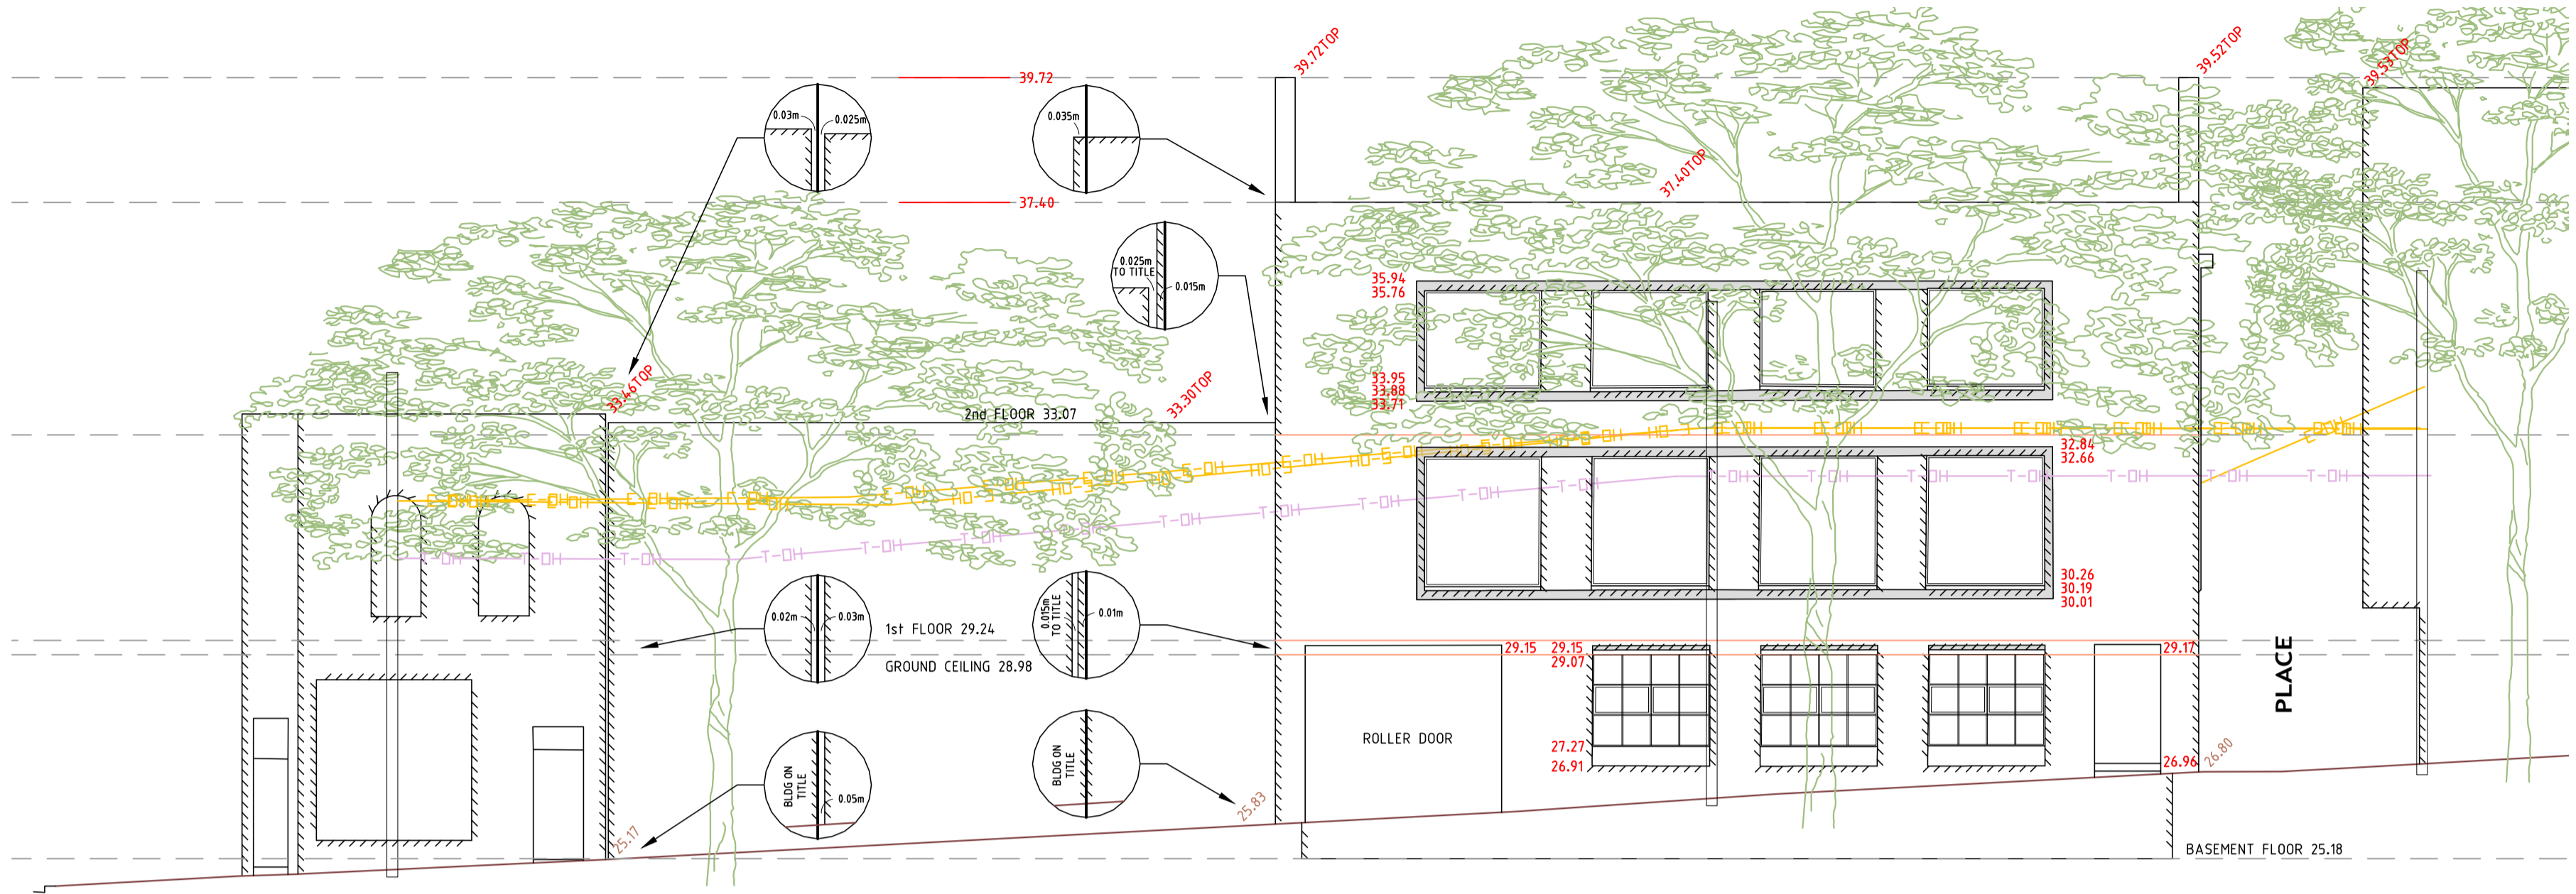 39.72TOP
39.52TOP
39.53TOP
39.72
0.03m
0.025m
0.035m
37.40TOP
37.40
0.025m
TO TITLE
0.015m
35.94
35.76
33.95
33.88
33.71
33.46TOP
33.30TOP
2nd FLOOR 33.07
32.84
32.66
E-OH
T-OH
30.26
30.19
30.01
0.02m
0.03m
1st FLOOR 29.24
GROUND CEILING 28.98
0.015m
TO TITLE
0.01m
29.15
29.15
29.07
29.17
PLACE
ROLLER DOOR
27.27
26.91
26.96
26.80
BLDG ON
TITLE
0.05m
BLDG ON
TITLE
25.83
25.17
BASEMENT FLOOR 25.18